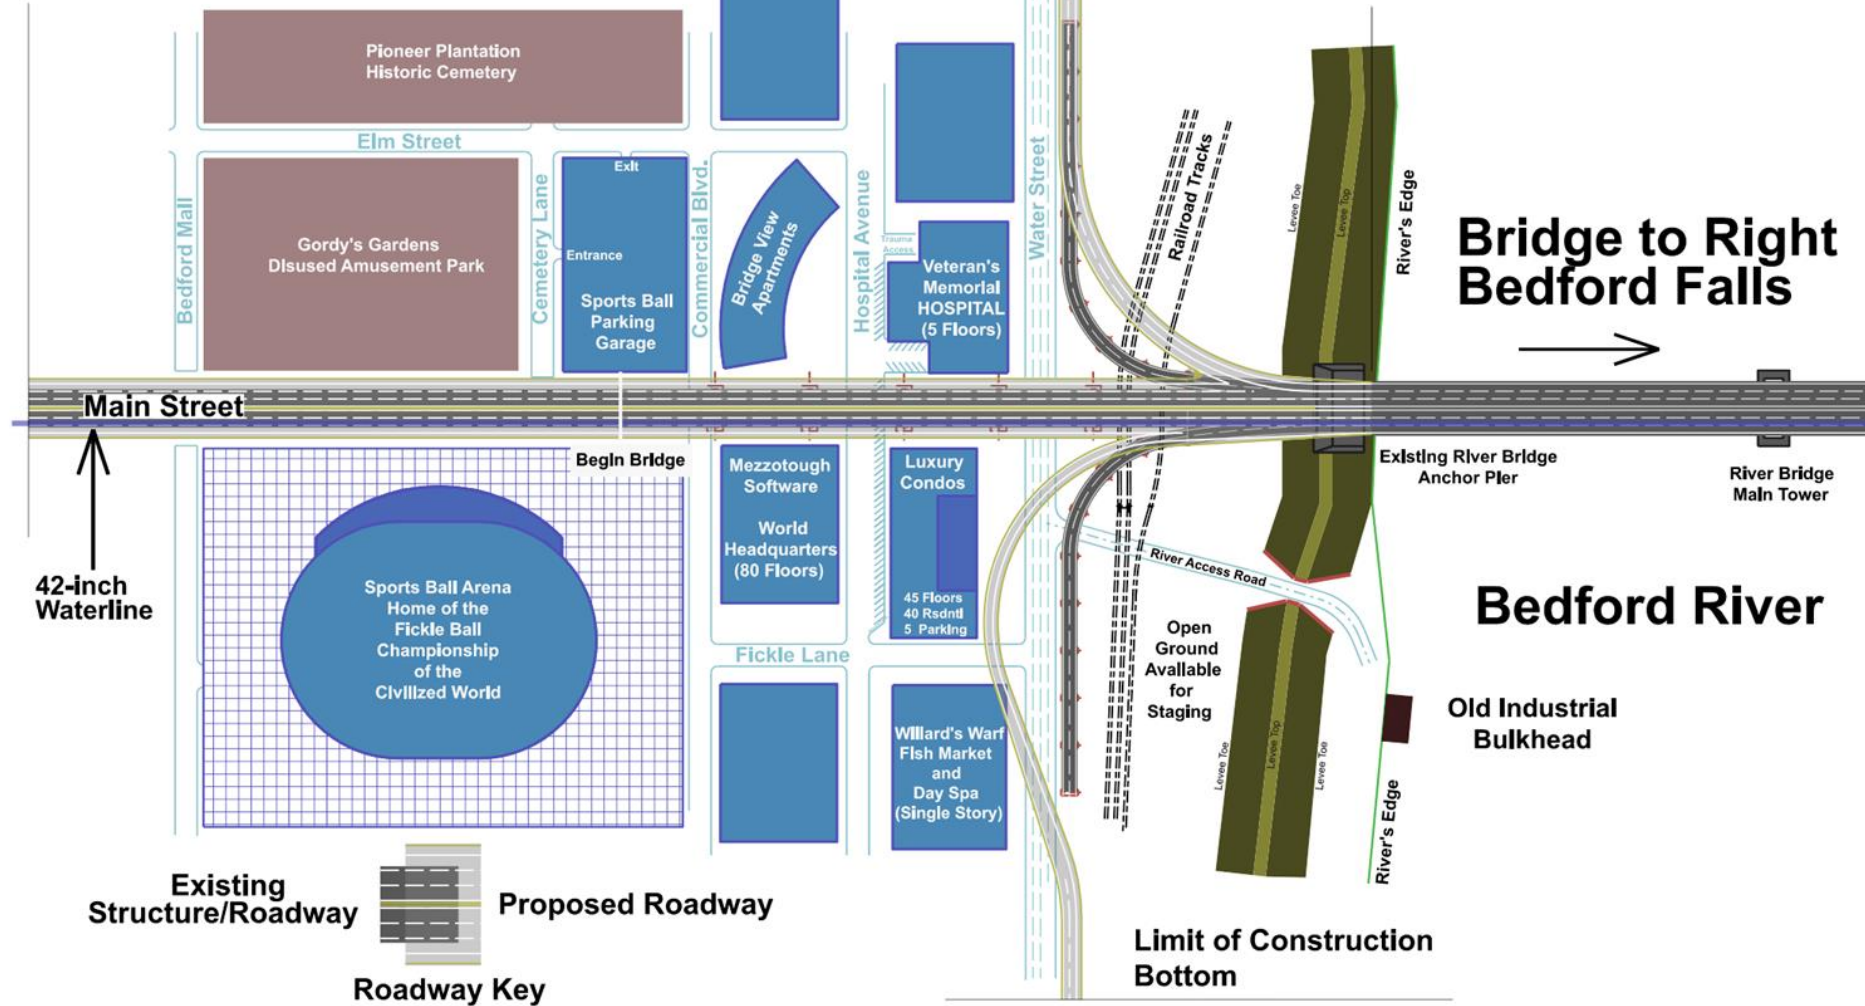 Pioneer Plantation
Historic Cemetery
Elm Street
Exit
Bedford Mall
Gordy's Gardens
Disused Amusement Park
Cemetery Lane
Entrance
Sports Ball
Parking
Garage
Commercial Blvd.
Bridge View
Apartments
Hospital Avenue
Trauma
Access
Veteran's
Memorial
HOSPITAL
(5 Floors)
Water Street
Railroad Tracks
Levee Toe
Levee Top
River's Edge
Bridge to Right
Bedford Falls
Main Street
Begin Bridge
42-inch
Waterline
Mezzotough
Software
World
Headquarters
(80 Floors)
Luxury
Condos
45 Floors
40 Rsdntl
5 Parking
Existing River Bridge
Anchor Pier
River Bridge
Main Tower
River Access Road
Bedford River
Sports Ball Arena
Home of the
Fickle Ball
Championship
of the
Civilized World
Fickle Lane
Open
Ground
Available
for
Staging
Willard's Warf
Fish Market
and
Day Spa
(Single Story)
Levee Toe
Levee Top
Levee Toe
Old Industrial
Bulkhead
River's Edge
Existing
Structure/Roadway
Proposed Roadway
Roadway Key
Limit of Construction
Bottom